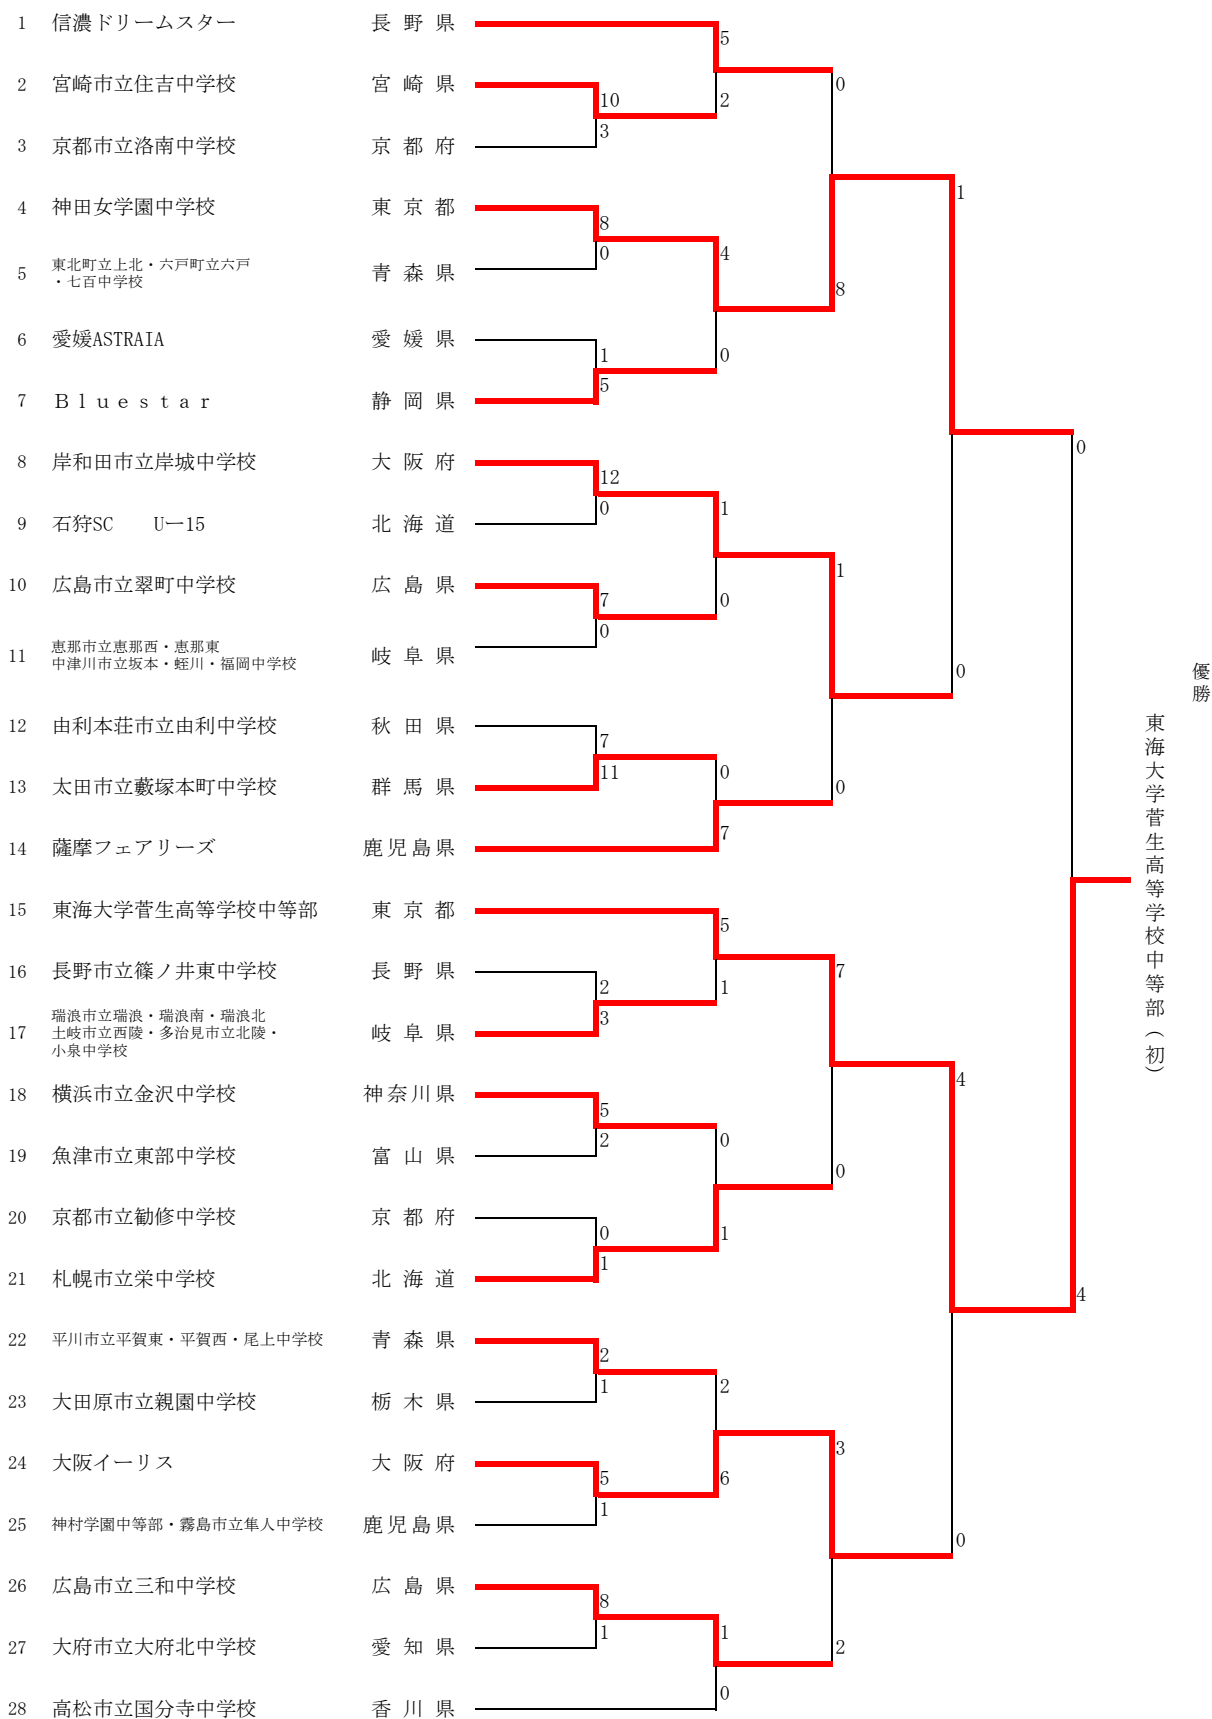 1 信濃ドリームスター 長野県
2 宮崎市立住吉中学校 宮崎県
3 京都市立洛南中学校 京都府
4 神田女学園中学校 東京都
5 東北町立上北・六戸町立六戸
・七百中学校 青森県
6 愛媛ASTRAIA 愛媛県
7 Ｂｌｕｅｓｔａｒ 静岡県
8 岸和田市立岸城中学校 大阪府
9 石狩SC　Uー15 北海道
10 広島市立翠町中学校 広島県
11 恵那市立恵那西・恵那東
中津川市立坂本・蛭川・福岡中学校 岐阜県
12 由利本荘市立由利中学校 秋田県
13 太田市立藪塚本町中学校 群馬県
14 薩摩フェアリーズ 鹿児島県
15 東海大学菅生高等学校中等部 東京都
16 長野市立篠ノ井東中学校 長野県
17 瑞浪市立瑞浪・瑞浪南・瑞浪北
土岐市立西陵・多治見市立北陵・
小泉中学校 岐阜県
18 横浜市立金沢中学校 神奈川県
19 魚津市立東部中学校 富山県
20 京都市立勧修中学校 京都府
21 札幌市立栄中学校 北海道
22 平川市立平賀東・平賀西・尾上中学校 青森県
23 大田原市立親園中学校 栃木県
24 大阪イーリス 大阪府
25 神村学園中等部・霧島市立隼人中学校 鹿児島県
26 広島市立三和中学校 広島県
27 大府市立大府北中学校 愛知県
28 高松市立国分寺中学校 香川県
10
3
8
0
1
5
12
0
7
0
7
11
2
3
5
2
0
1
2
1
5
1
8
1
5
2
4
0
1
0
0
7
5
1
0
1
2
6
1
0
0
8
1
0
7
0
3
2
1
0
4
0
0
4
優勝
東海大学菅生高等学校中等部（初）